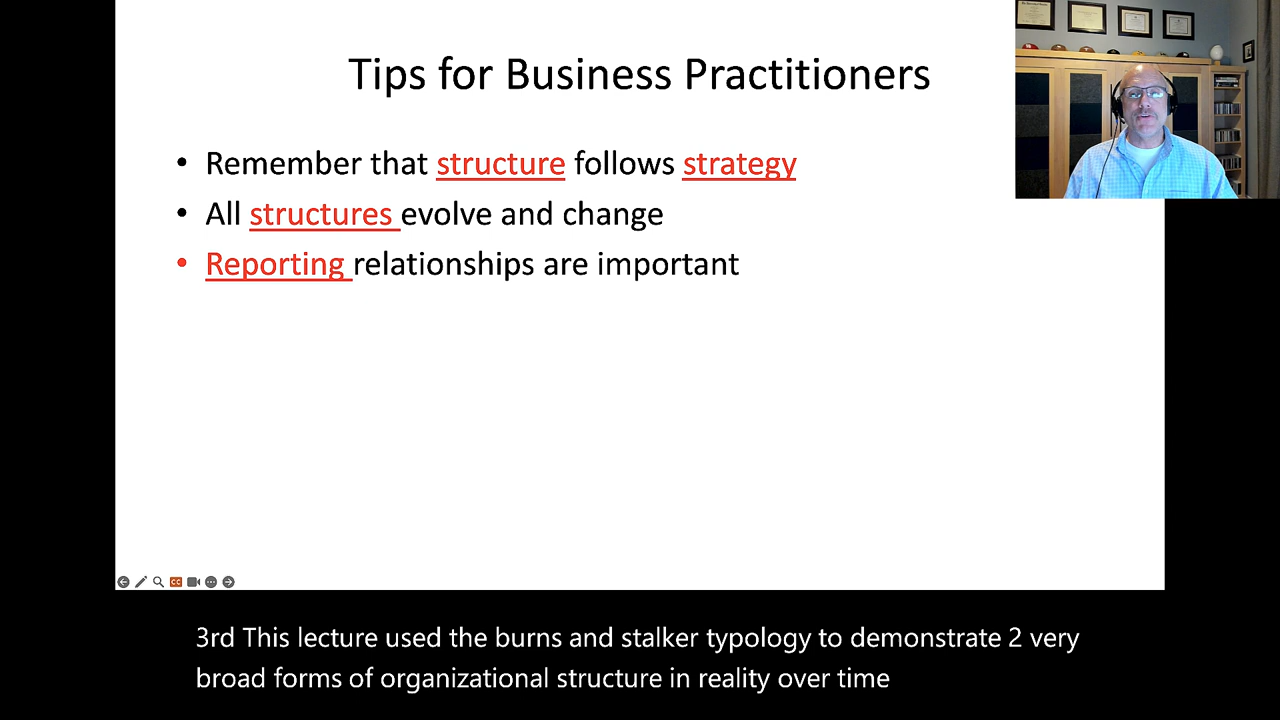 Tips for Business Practitioners
• Remember that structure follows strategy
• All structures evolve and change
• Reporting relationships are important
CC
3rd This lecture used the burns and stalker typology to demonstrate 2 very
broad forms of organizational structure in reality over time